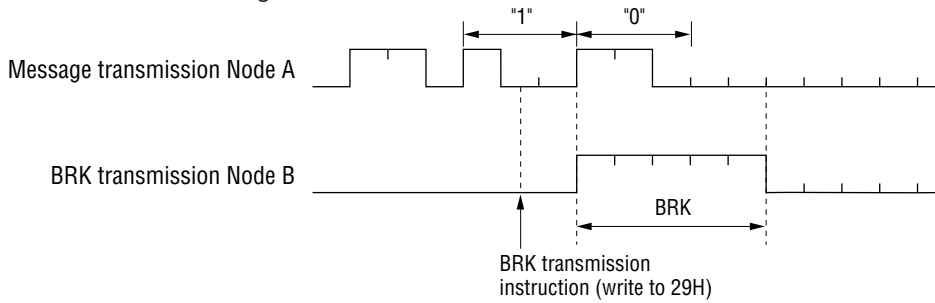 "1"
"0"
Message transmission Node A
BRK transmission Node B
BRK
BRK transmission
instruction (write to 29H)